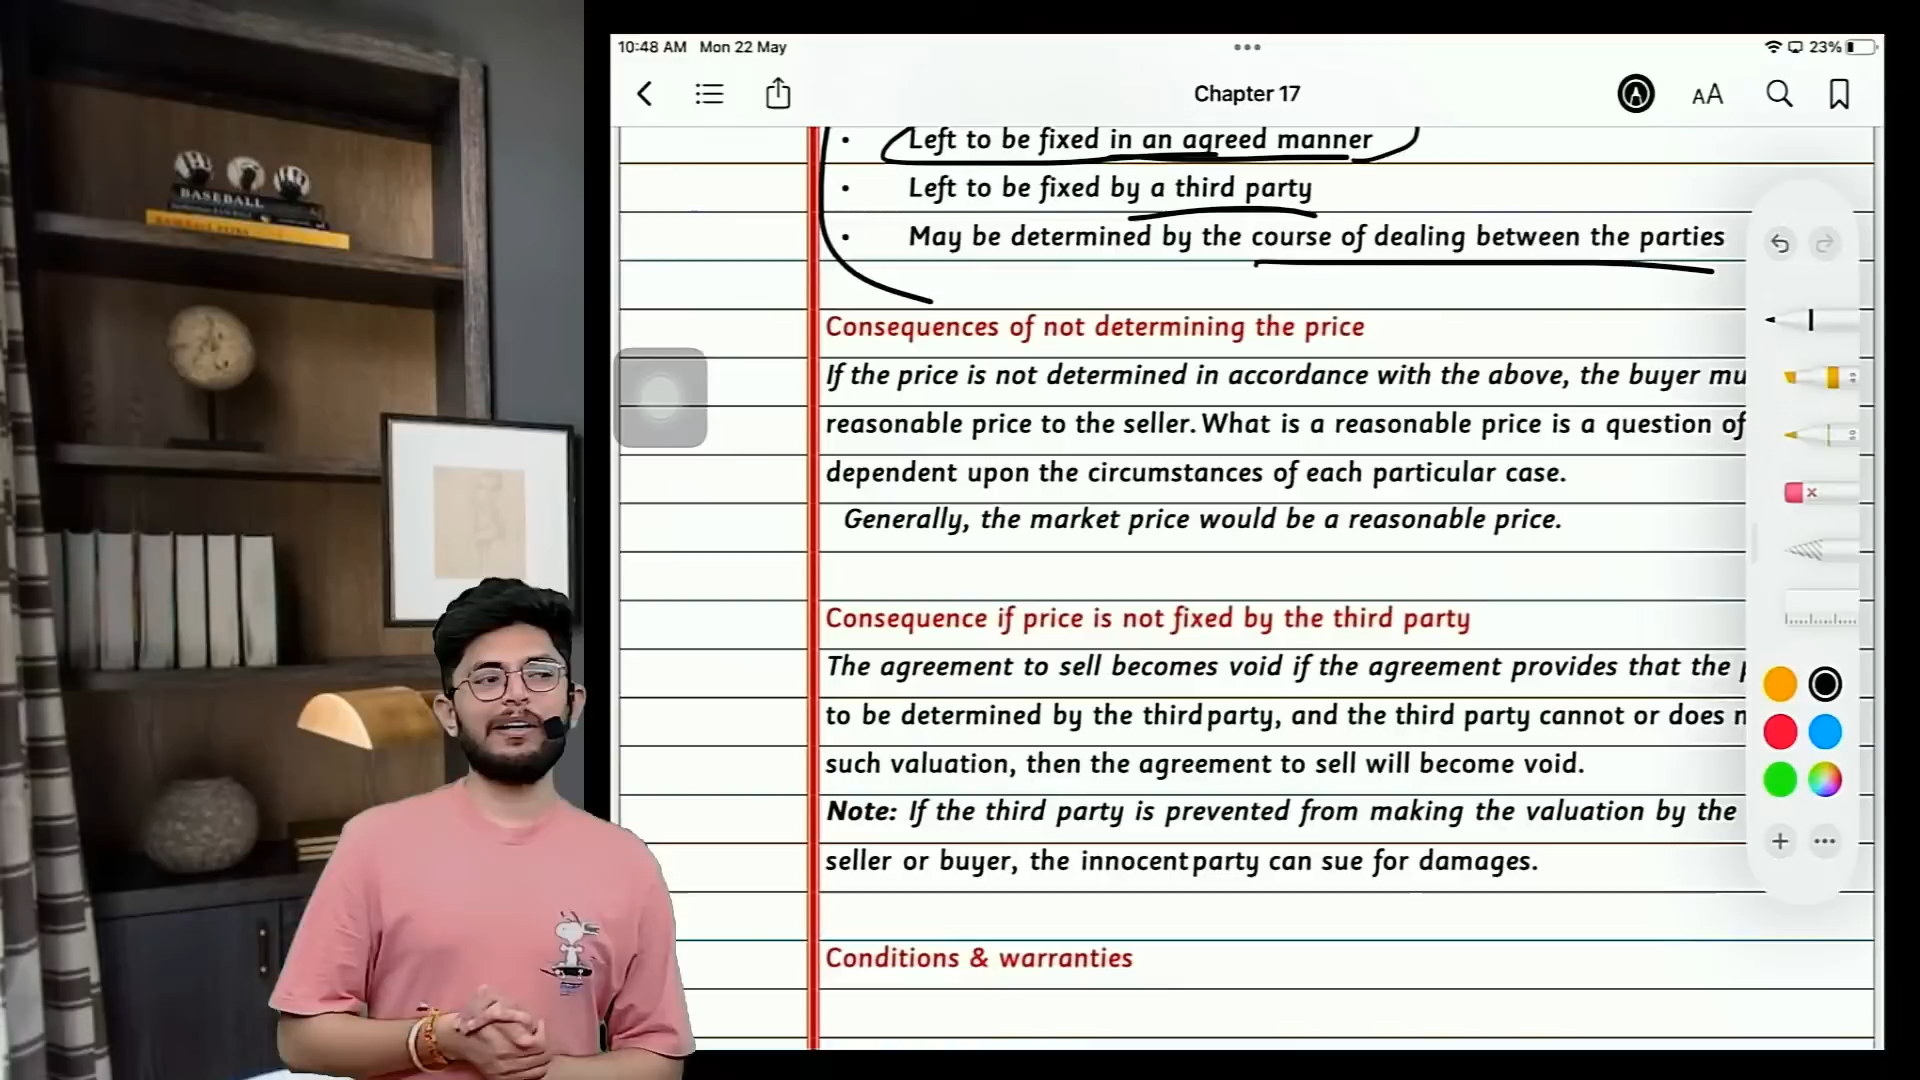 BASEBALL
10:48 AM Mon 22 May
23%
Chapter 17
AA
• Left to be fixed in an agreed manner
• Left to be fixed by a third party
• May be determined by the course of dealing between the parties
Consequences of not determining the price
If the price is not determined in accordance with the above, the buyer mu
reasonable price to the seller. What is a reasonable price is a question of
dependent upon the circumstances of each particular case.
Generally, the market price would be a reasonable price.
Consequence if price is not fixed by the third party
The agreement to sell becomes void if the agreement provides that the
to be determined by the third party, and the third party cannot or does n
such valuation, then the agreement to sell will become void.
Note: If the third party is prevented from making the valuation by the
seller or buyer, the innocent party can sue for damages.
Conditions & warranties